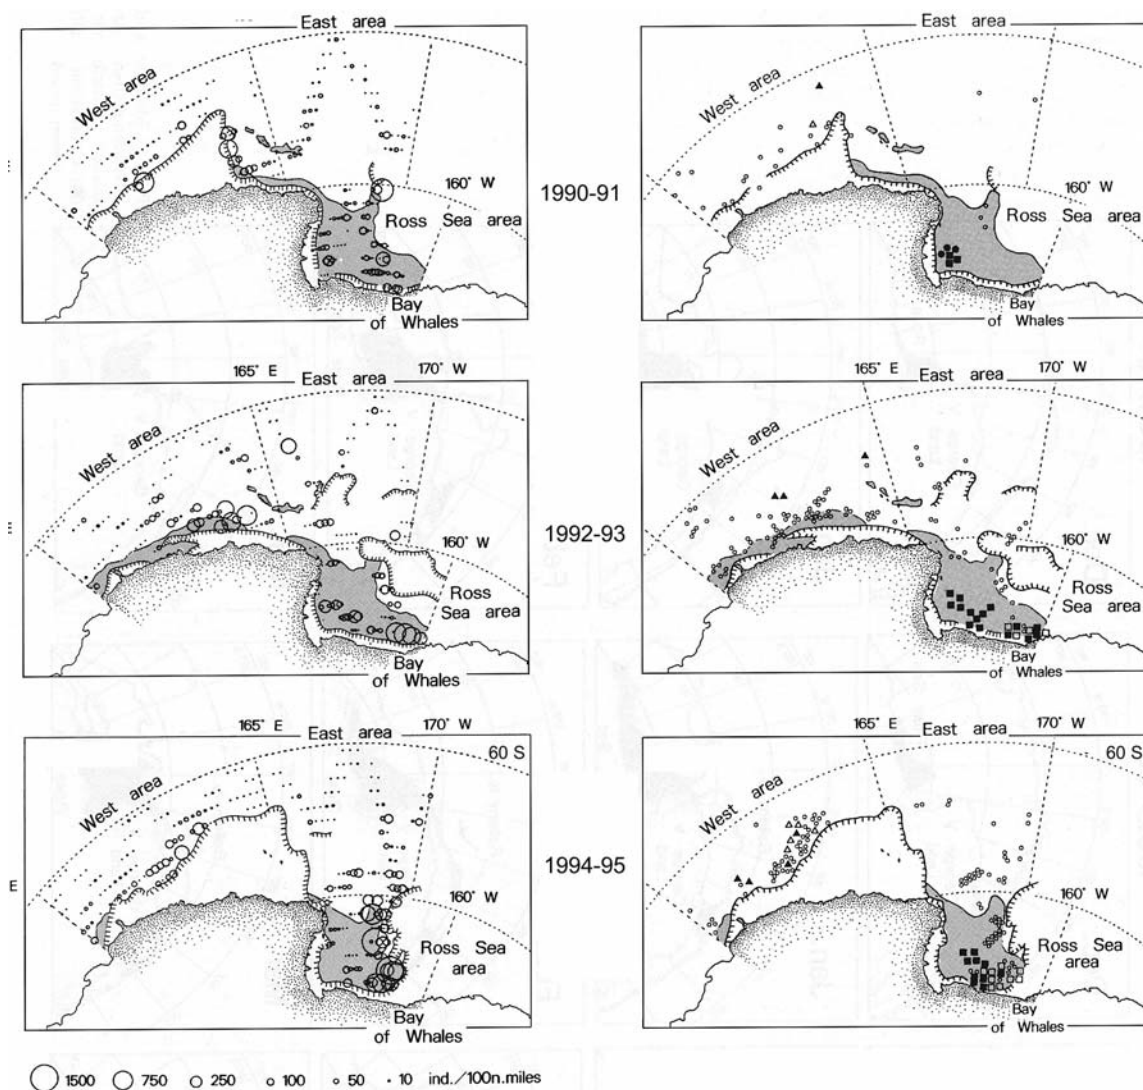 East area
East area
West area
West area
160° W
160° W
1990-91
Ross Sea area
Ross Sea area
Bay
of Whales
Bay
of Whales
165° E
170° W
165° E
170° W
East area
East area
West area
West area
1992-93
160° W
160° W
Ross
Sea area
Ross
Sea area
Bay
of Whales
Bay
of Whales
165° E
170° W
165° E
170° W
East area
East area
60 S
60 S
West area
West area
1994-95
E
160° W
160° W
Ross Sea
area
Ross Sea
area
Bay
of Whales
Bay
of Whales
1500 750 250 100 50 10 ind./100n.miles